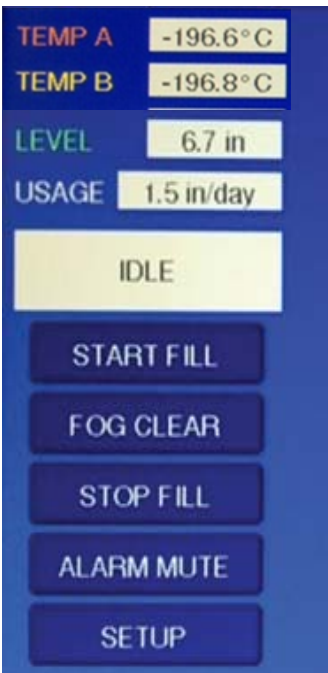 TEMP A -196.6°C
TEMP B -196.8°C
LEVEL 6.7 in
USAGE 1.5 in/day
IDLE
START FILL
FOG CLEAR
STOP FILL
ALARM MUTE
SETUP